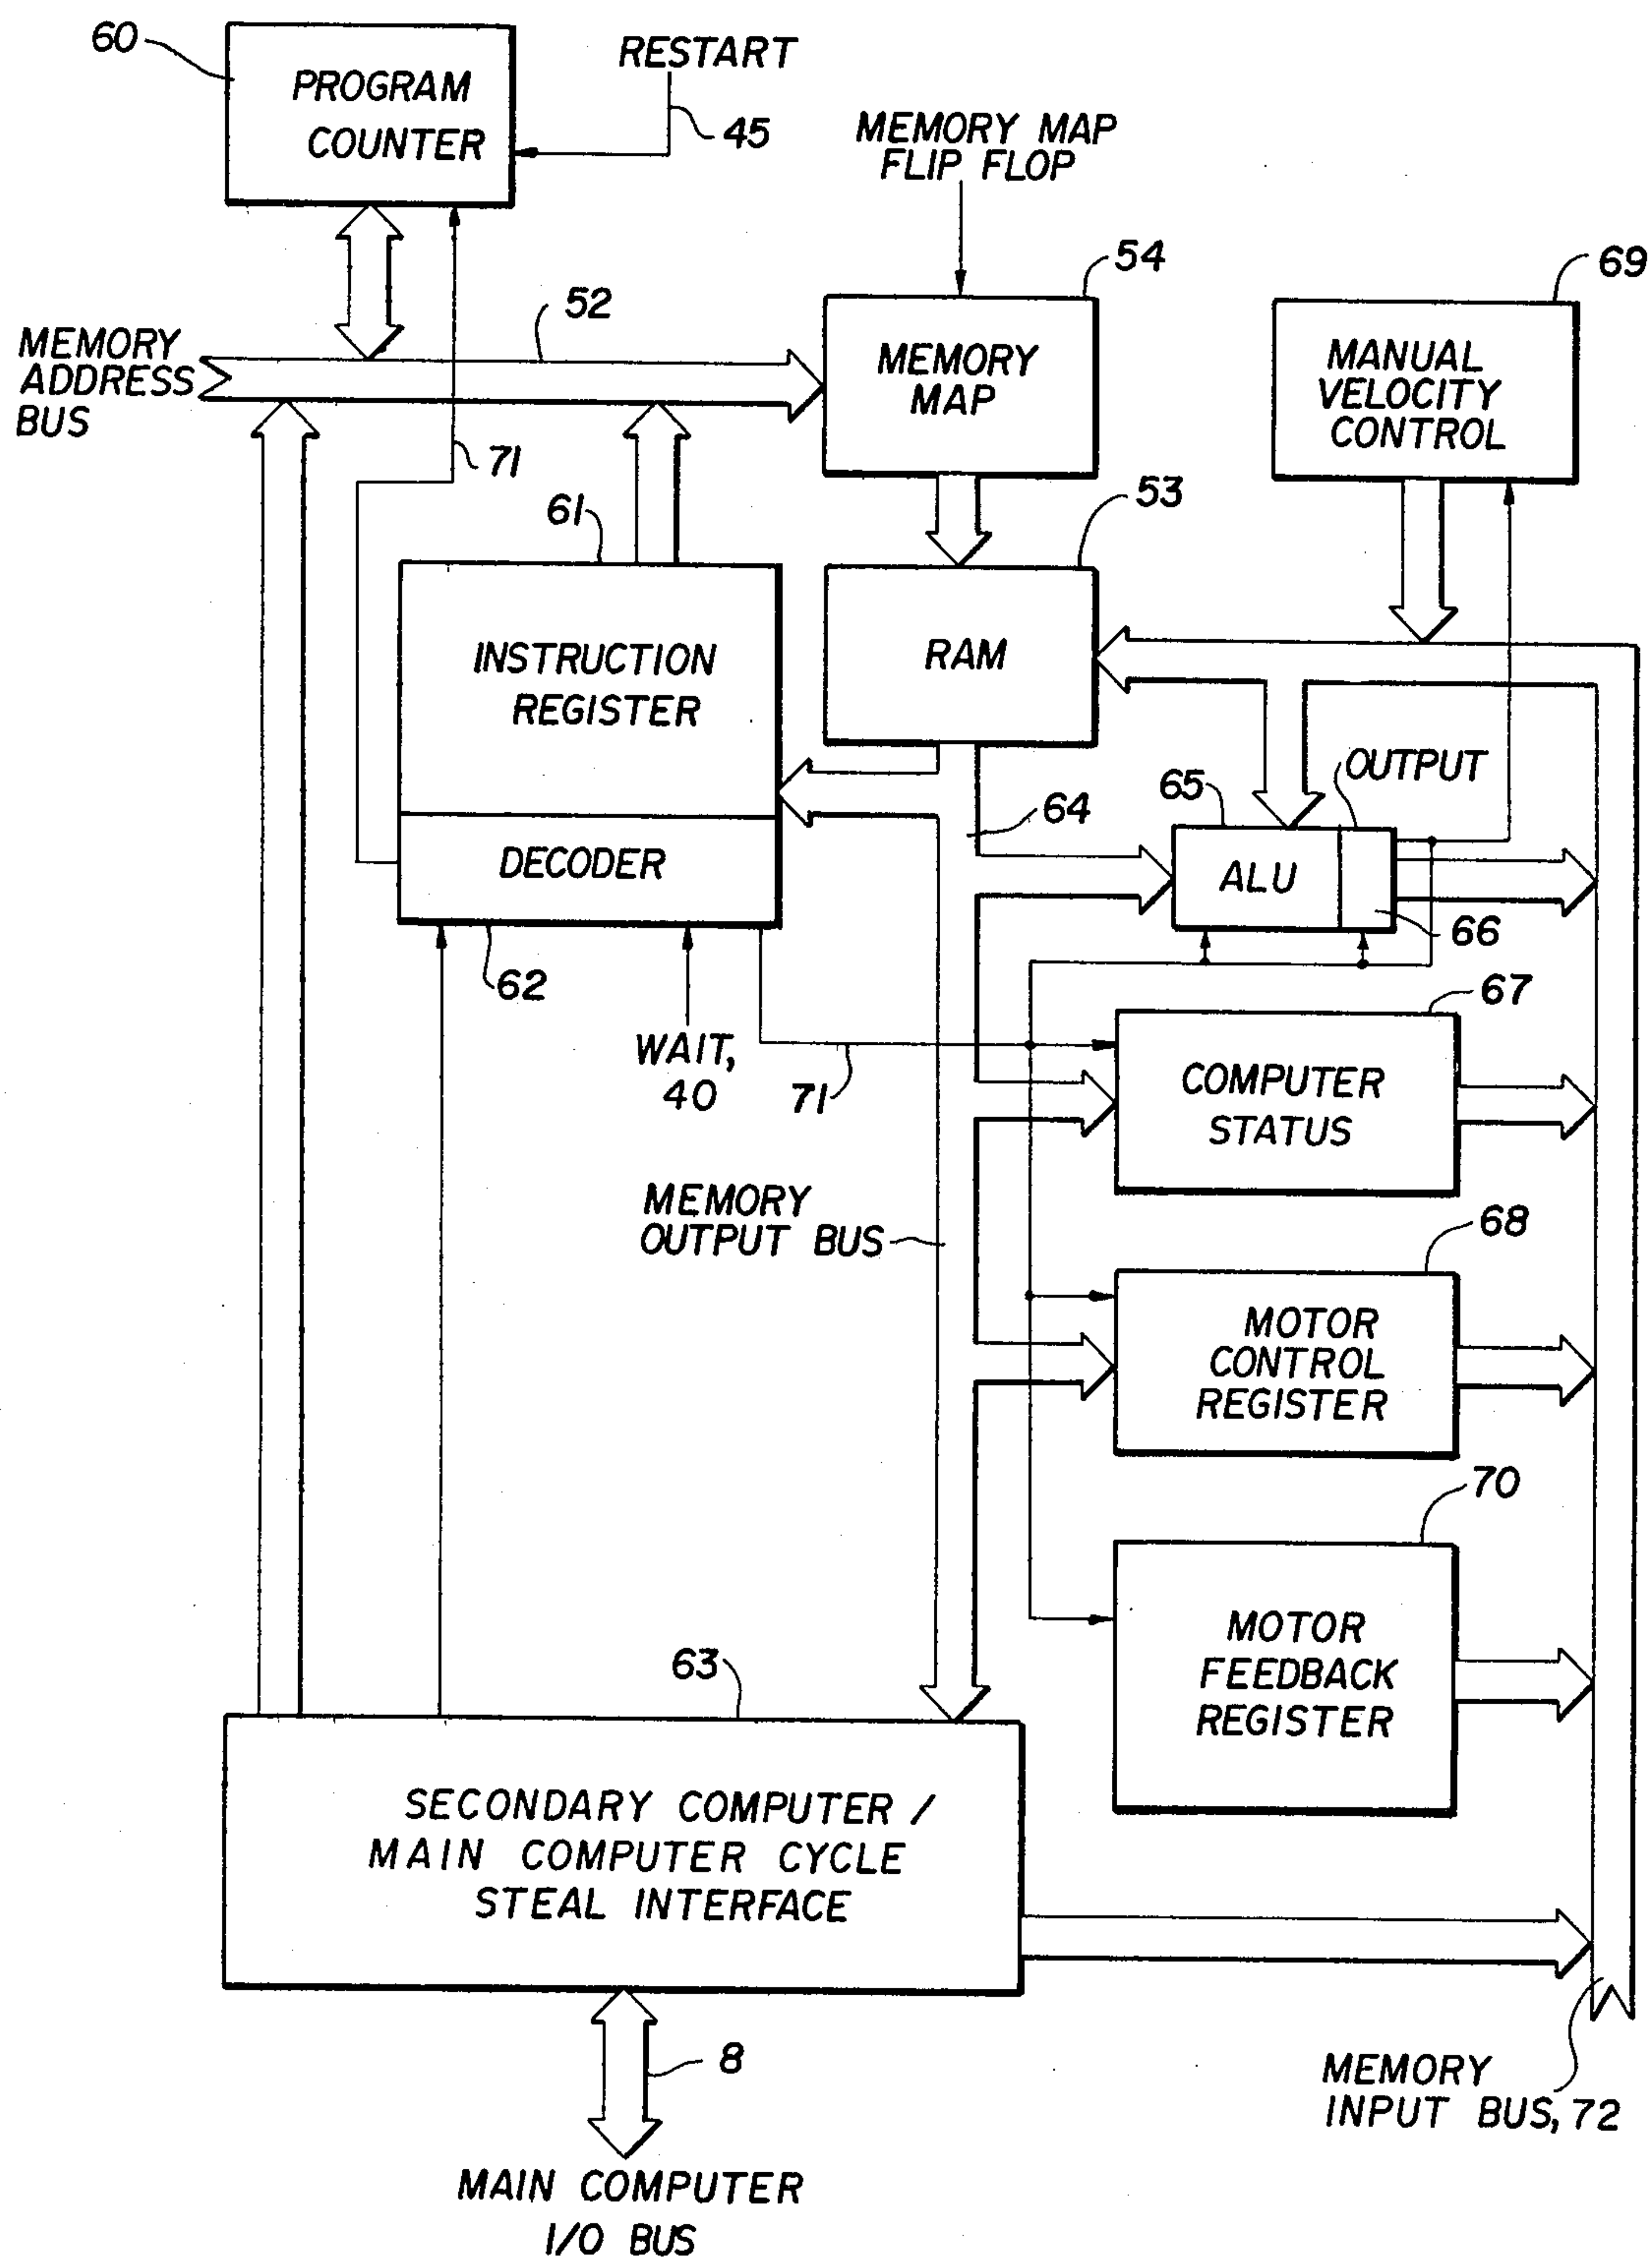 60
PROGRAM
COUNTER
RESTART
45
MEMORY MAP
FLIP FLOP
54
69
52
MEMORY
ADDRESS
BUS
MEMORY
MAP
MANUAL
VELOCITY
CONTROL
71
61
53
INSTRUCTION
REGISTER
RAM
DECODER
64
65
OUTPUT
ALU
66
62
WAIT,
40
71
67
COMPUTER
STATUS
MEMORY
OUTPUT BUS
68
MOTOR
CONTROL
REGISTER
70
MOTOR
FEEDBACK
REGISTER
63
SECONDARY COMPUTER /
MAIN COMPUTER CYCLE
STEAL INTERFACE
8
MEMORY
INPUT BUS, 72
MAIN COMPUTER
I/O BUS